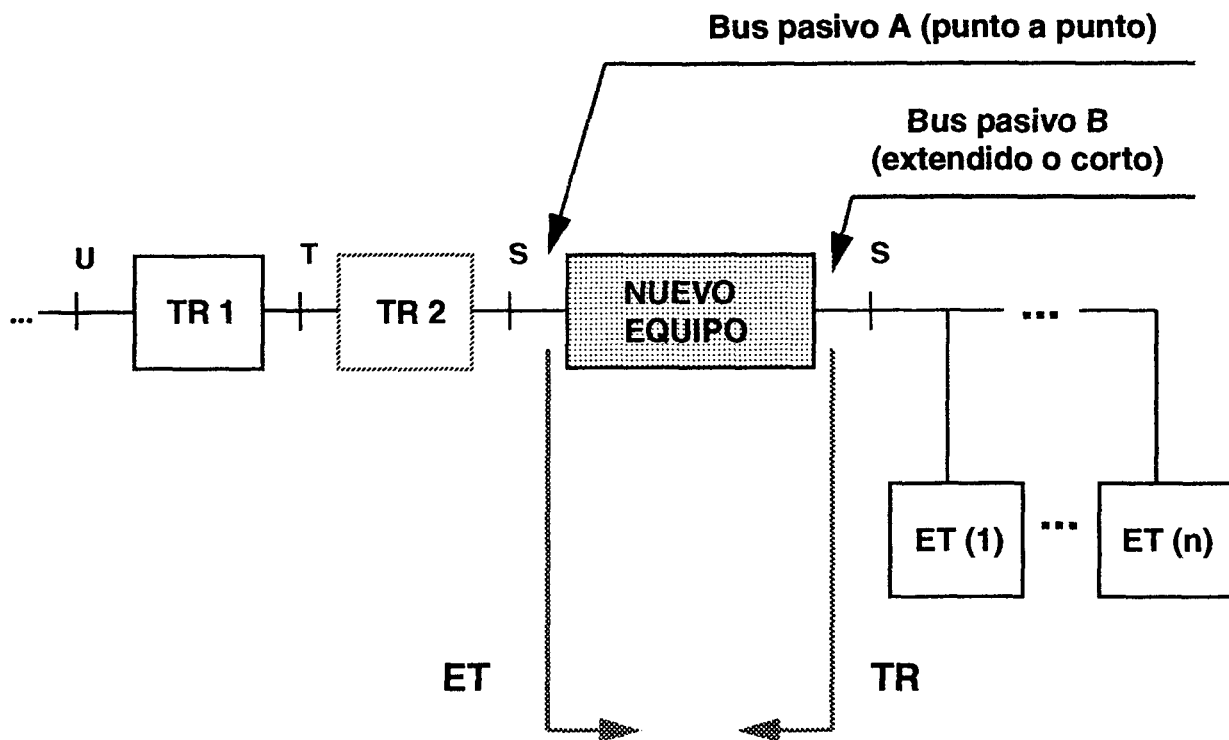 Bus pasivo A (punto a punto)
Bus pasivo B
(extendido o corto)
U
T
S
S
... TR 1
TR 2
NUEVO
EQUIPO
...
ET (1)
...
ET (n)
ET
TR